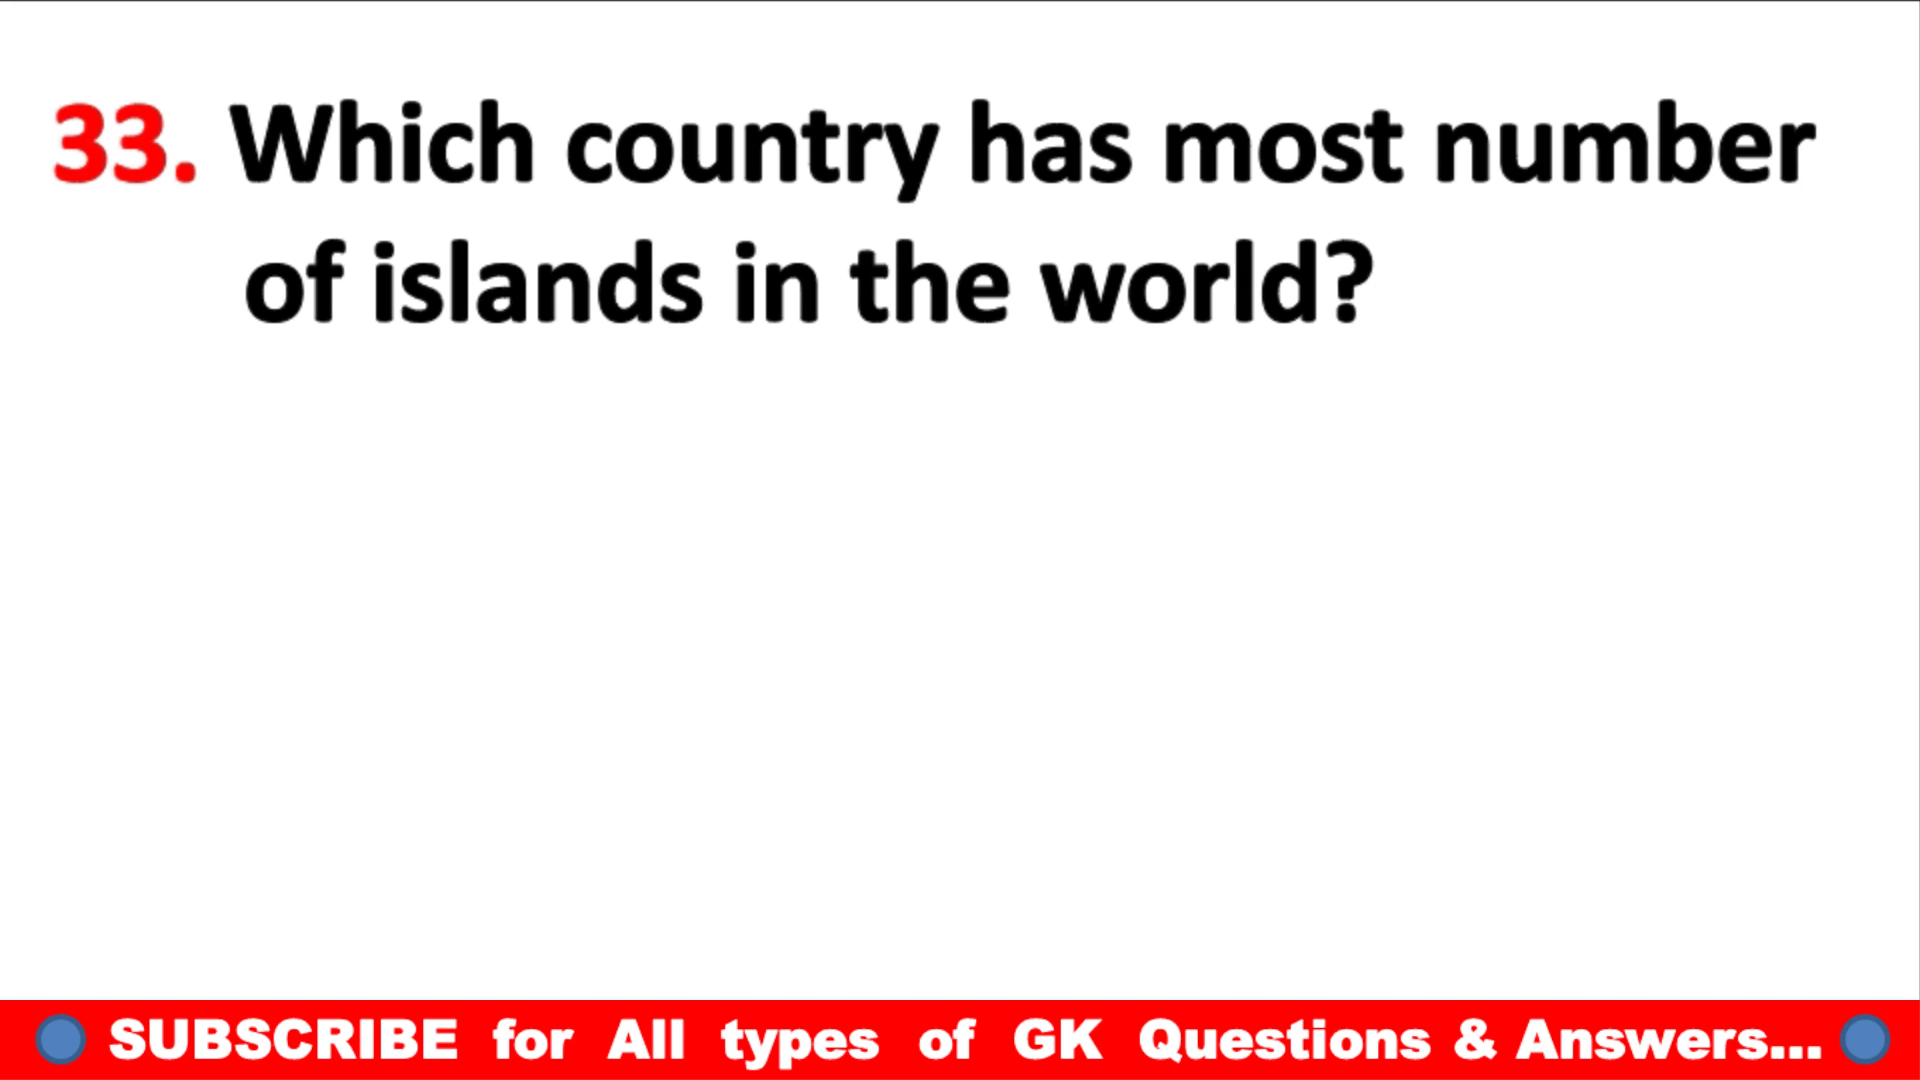 33. Which country has most number
of islands in the world?
SUBSCRIBE for All types of GK Questions & Answers...